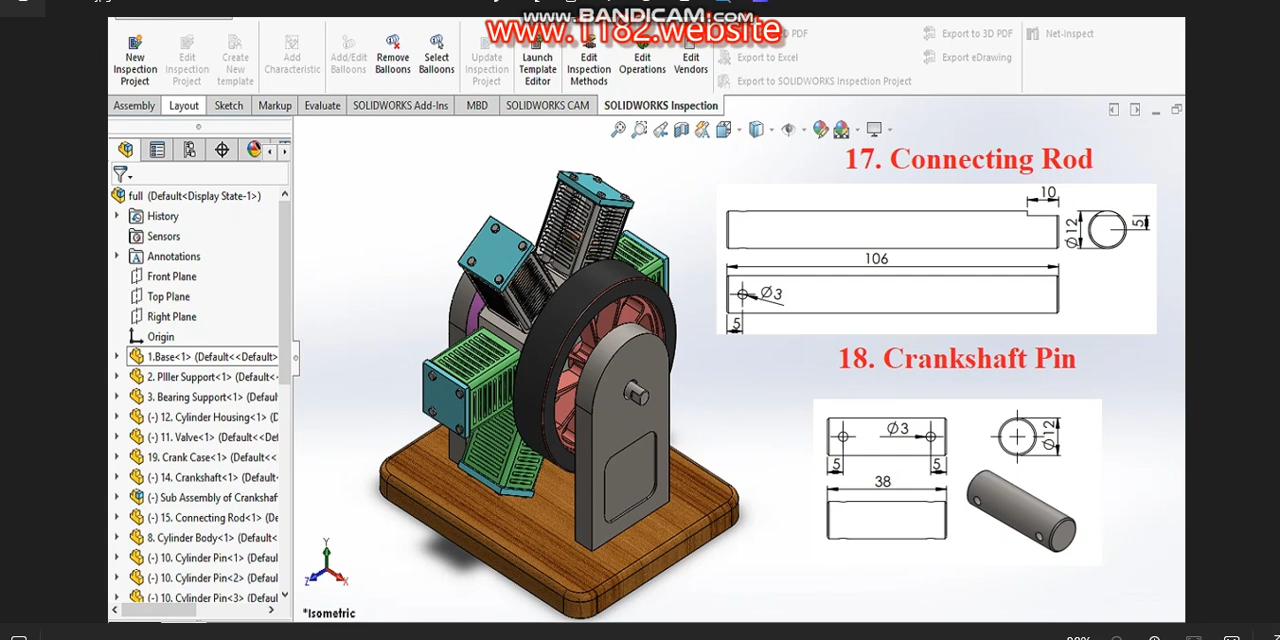 www.BANDICAM.com
www.1182.website
New Inspection Project
Edit Inspection Project
Create New template
Add Characteristic
Add/Edit Balloons
Remove Balloons
Select Balloons
Update Inspection Project
Launch Template Editor
Edit Inspection Methods
Edit Operations
Edit Vendors
PDF
Export to Excel
Export to SOLIDWORKS Inspection Project
Export to 3D PDF
Export eDrawing
Net-Inspect
Assembly Layout Sketch Markup Evaluate SOLIDWORKS Add-Ins MBD SOLIDWORKS CAM SOLIDWORKS Inspection
full (Default<Display State-1>)
History
Sensors
Annotations
Front Plane
Top Plane
Right Plane
Origin
1.Base<1> (Default<<Default>
2. PIller Support<1> (Default<
3. Bearing Support<1> (Defaul
(-) 12. Cylinder Housing<1> (D
(-) 11. Valve<1> (Default<<Def
19. Crank Case<1> (Default<<
(-) 14. Crankshaft<1> (Default
(-) Sub Assembly of Crankshaf
(-) 15. Connecting Rod<1> (De
8. Cylinder Body<1> (Default<
(-) 10. Cylinder Pin<1> (Defaul
(-) 10. Cylinder Pin<2> (Defaul
(-) 10. Cylinder Pin<3> (Defaul
17. Connecting Rod
10
Ø12
5
106
Ø3
5
18. Crankshaft Pin
Ø3
Ø12
5
5
38
Y
Z
X
*Isometric